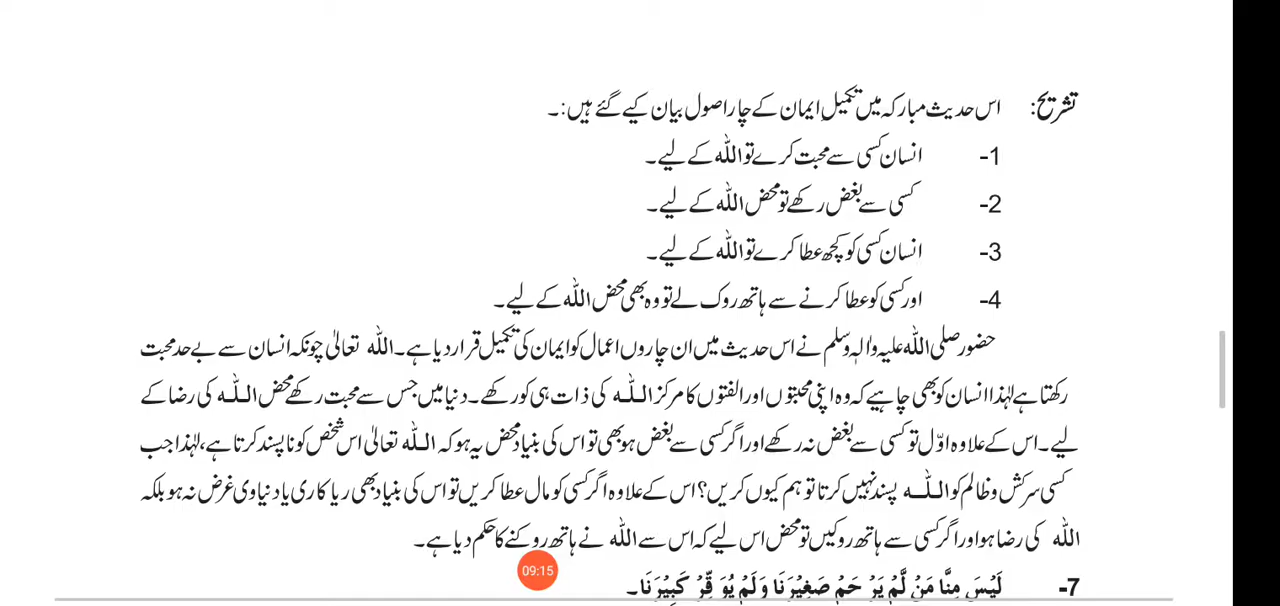 تشریح: اس حدیث مبارکہ میں تکمیلِ ایمان کے چار اصول بیان کیے گئے ہیں:۔
1- انسان کسی سے محبت کرے تو اللہ کے لیے۔
2- کسی سے بغض رکھے تو محض اللہ کے لیے۔
3- انسان کسی کو کچھ عطا کرے تو اللہ کے لیے۔
4- اور کسی کو عطا کرنے سے ہاتھ روک لے تو وہ بھی محض اللہ کے لیے۔
حضور صلی اللہ علیہ واٰلہٖ وسلم نے اس حدیث میں ان چاروں اعمال کو ایمان کی تکمیل قرار دیا ہے۔ اللہ تعالیٰ چونکہ انسان سے بے حد محبت
رکھتا ہے لہٰذا انسان کو بھی چاہیے کہ وہ اپنی محبتوں اور الفتوں کا مرکز اللہ کی ذات ہی کو رکھے۔ دنیا میں جس سے محبت رکھے محض اللہ کی رضا کے
لیے۔ اس کے علاوہ اوّل تو کسی سے بغض نہ رکھے اور اگر کسی سے بغض ہو بھی تو اس کی بنیاد محض یہ ہو کہ اللہ تعالیٰ اس شخص کو ناپسند کرتا ہے، لہٰذا جب
کسی سرکش و ظالم کو اللہ پسند نہیں کرتا تو ہم کیوں کریں؟ اس کے علاوہ اگر کسی کو مال عطا کریں تو اس کی بنیاد بھی ریا کاری یا دنیاوی غرض نہ ہو بلکہ
اللہ کی رضا ہو اور اگر کسی سے ہاتھ روکیں تو محض اس لیے کہ اس سے اللہ نے ہاتھ روکنے کا حکم دیا ہے۔
09:15
7- لَيْسَ مِنَّا مَنْ لَّمْ يَرْ حَمْ صَغِيْرَنَا وَلَمْ يُوَ قِّرْ كَبِيْرَنَا۔